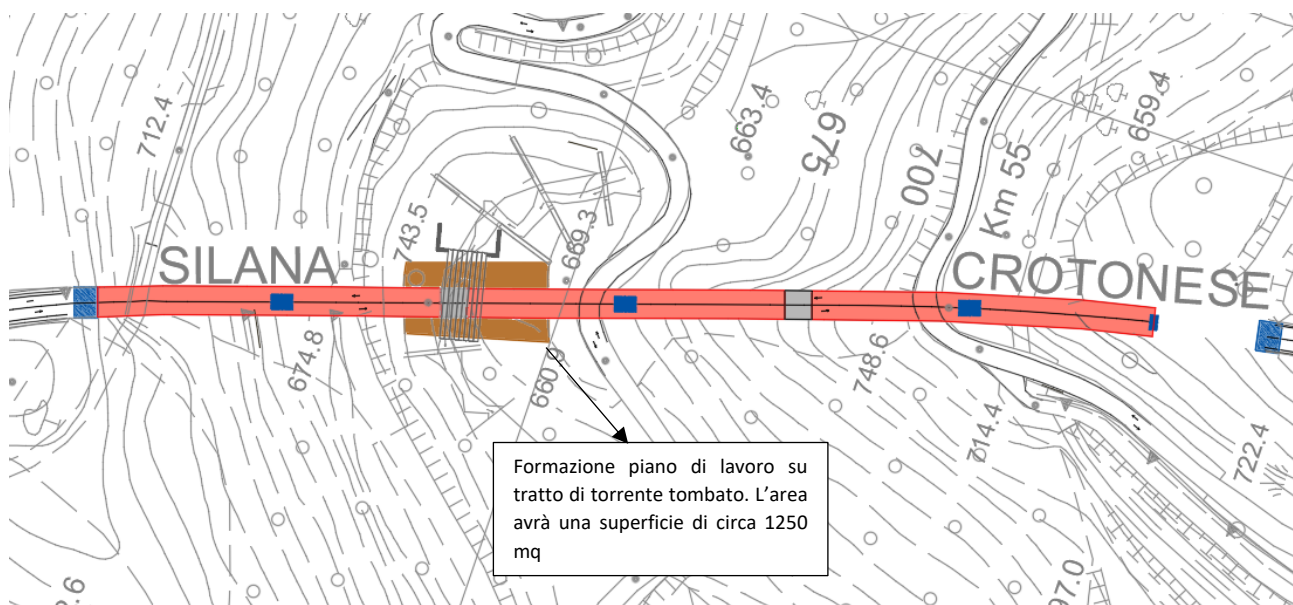 712.4
663.4
675
700
659.4
Km 55
743.5
669.3
SILANA
CROTONESE
674.8
748.6
714.4
722.4
Formazione piano di lavoro su
tratto di torrente tombato. L’area
avrà una superficie di circa 1250
mq